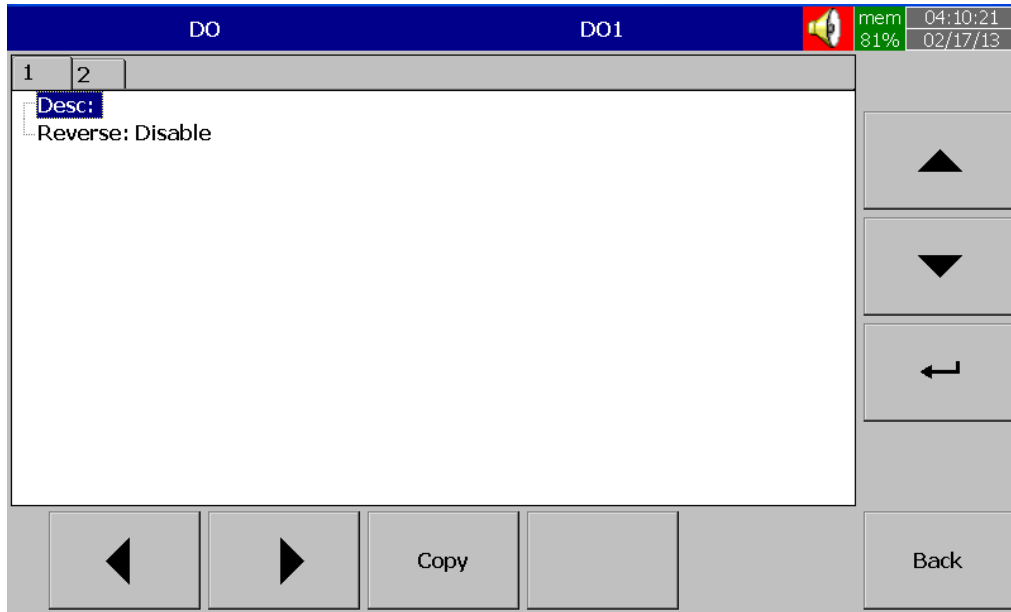 DO DO1 mem 04:10:21
81% 02/17/13
1 2
Desc:
Reverse: Disable
Copy Back